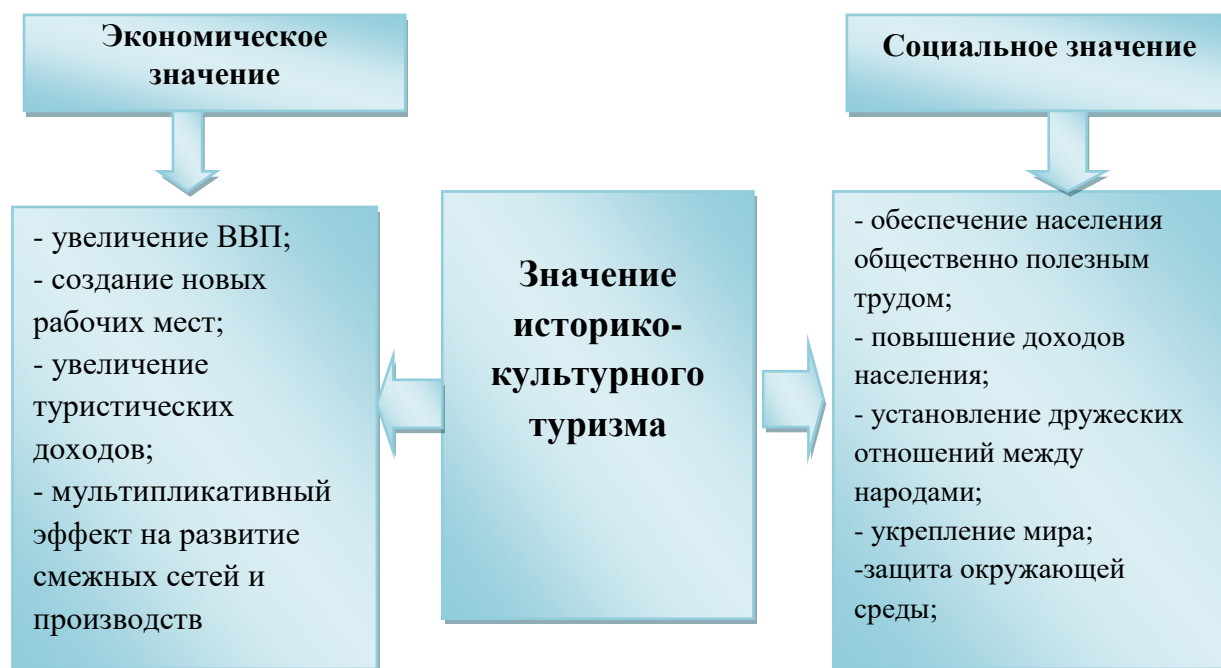 Экономическое
значение
- увеличение ВВП;
- создание новых
рабочих мест;
- увеличение
туристических
доходов;
- мультипликативный
эффект на развитие
смежных сетей и
производств
Значение
историко-
культурного
туризма
Социальное значение
- обеспечение населения
общественно полезным
трудом;
- повышение доходов
населения;
- установление дружеских
отношений между
народами;
- укрепление мира;
-защита окружающей
среды;